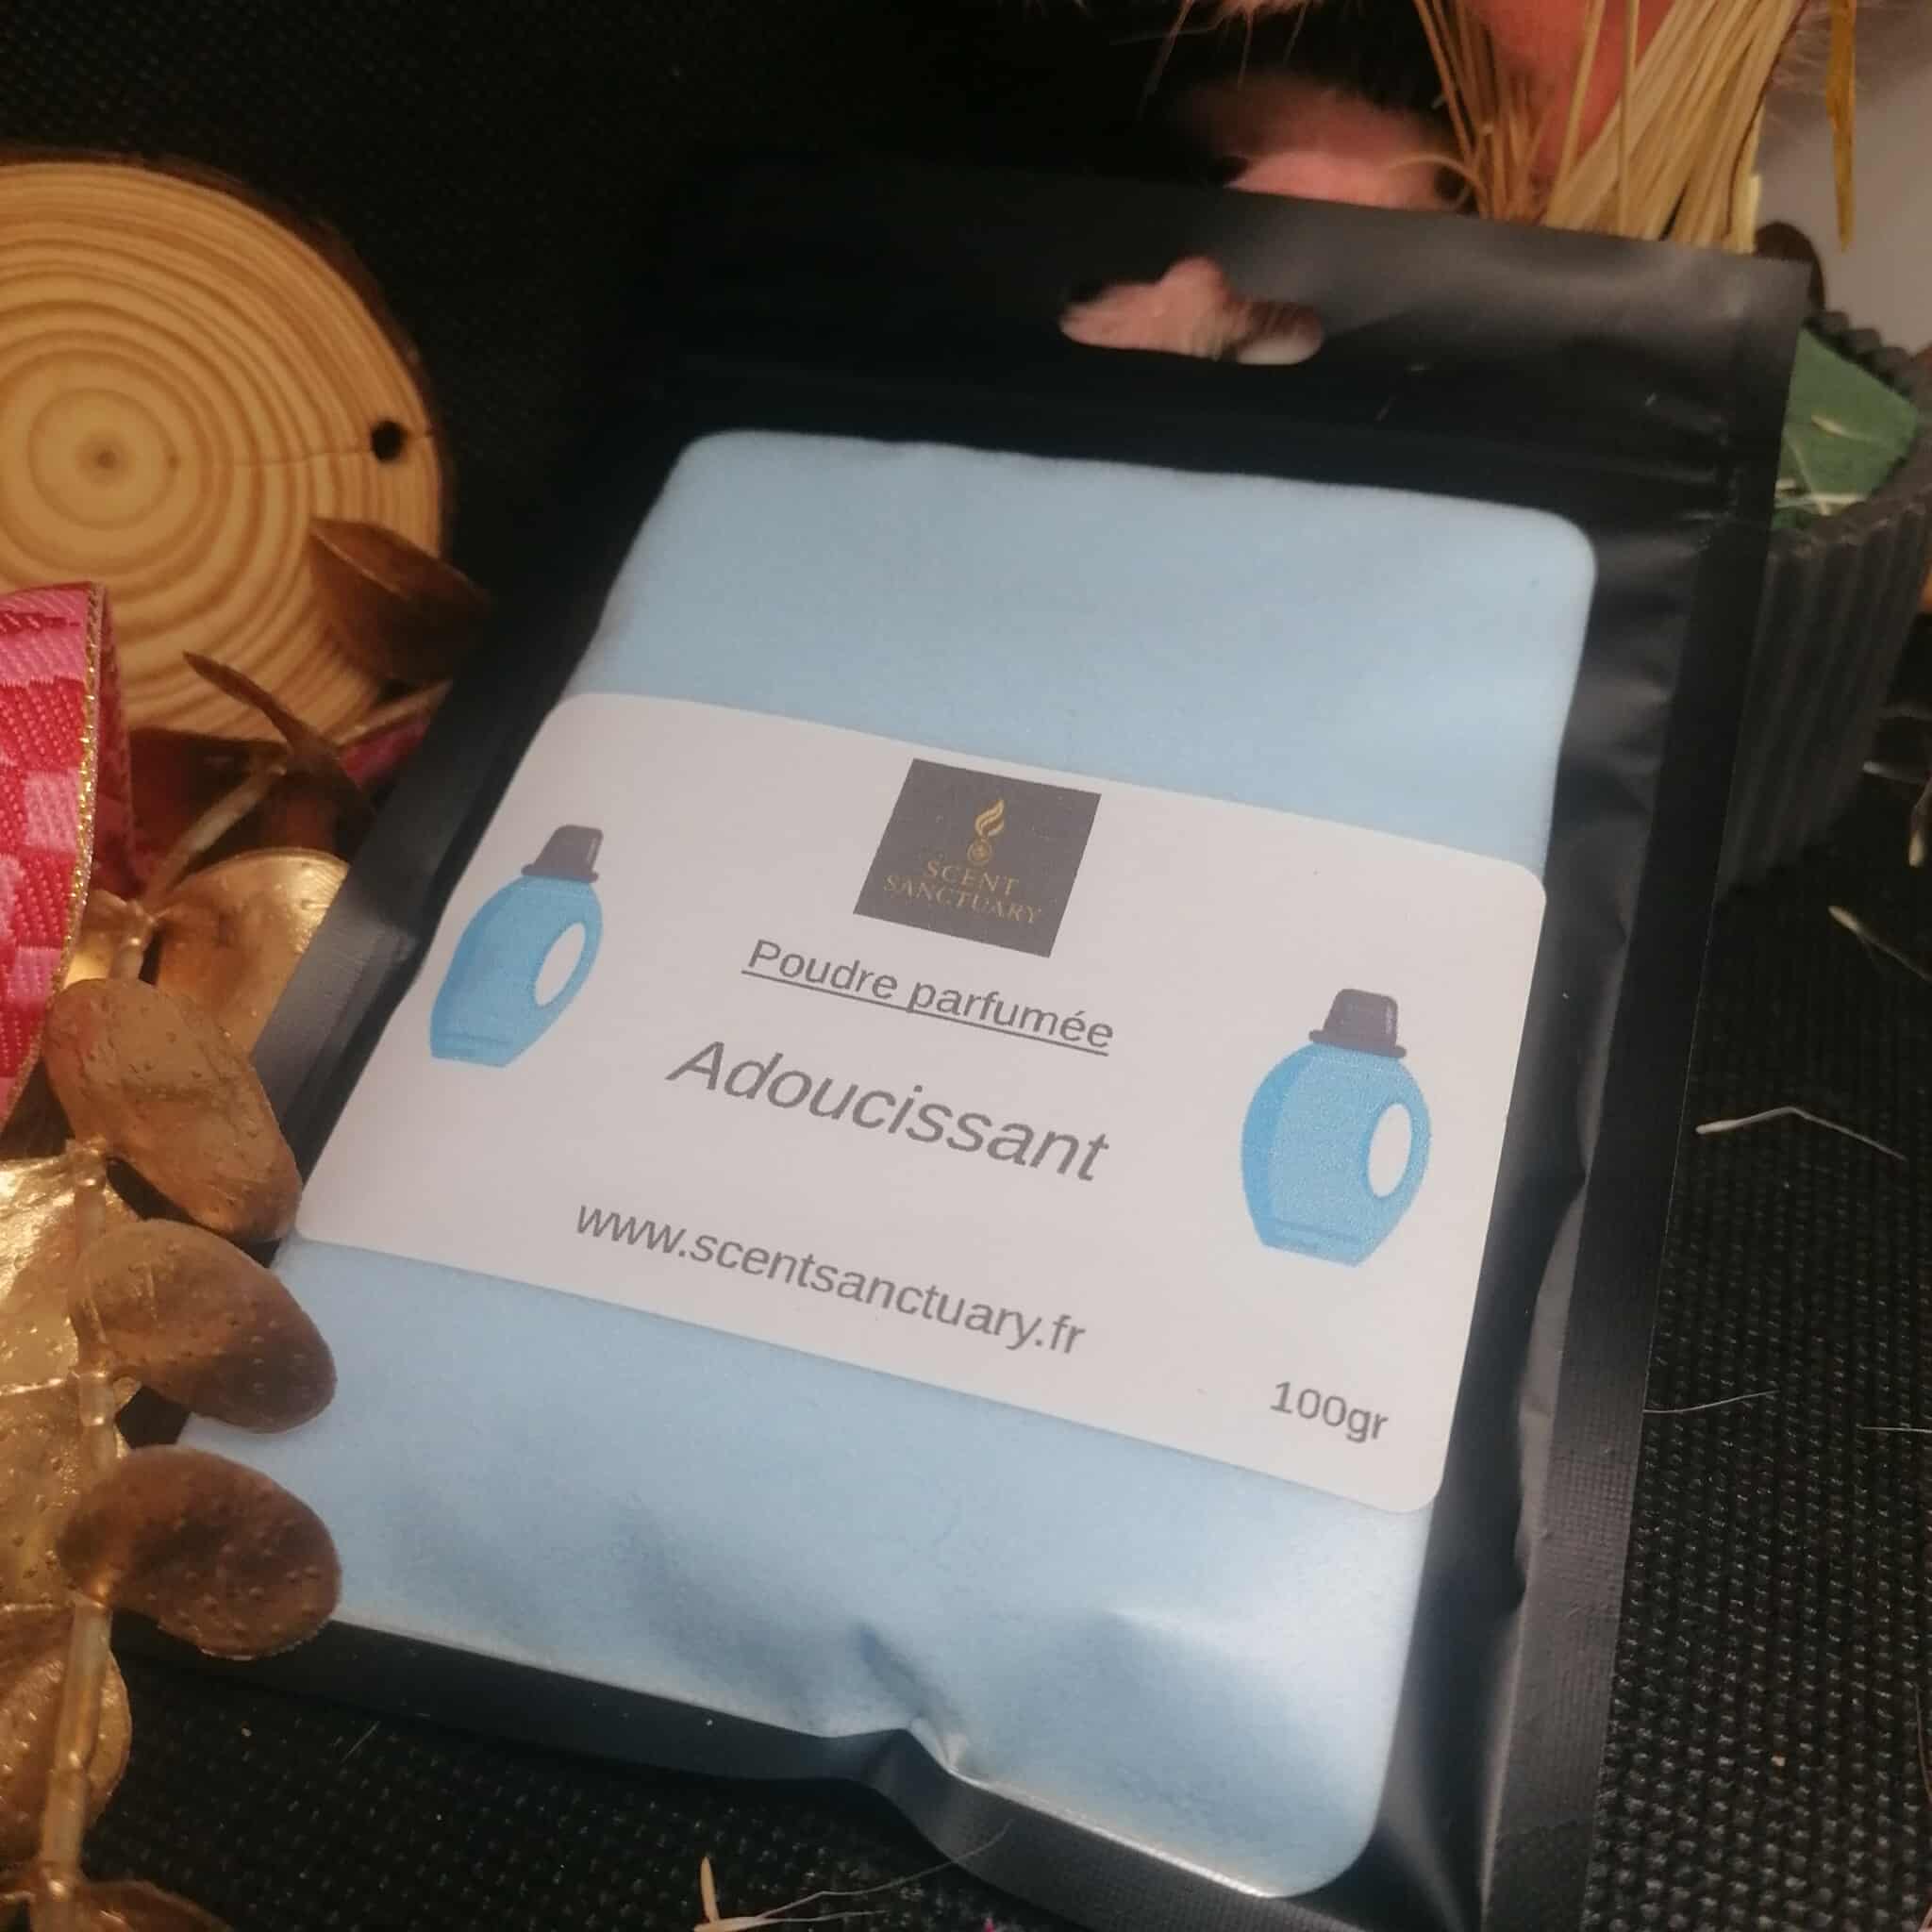 SCENT
SANCTUARY
Poudre parfumée
Adoucissant
www.scentsanctuary.fr
100gr